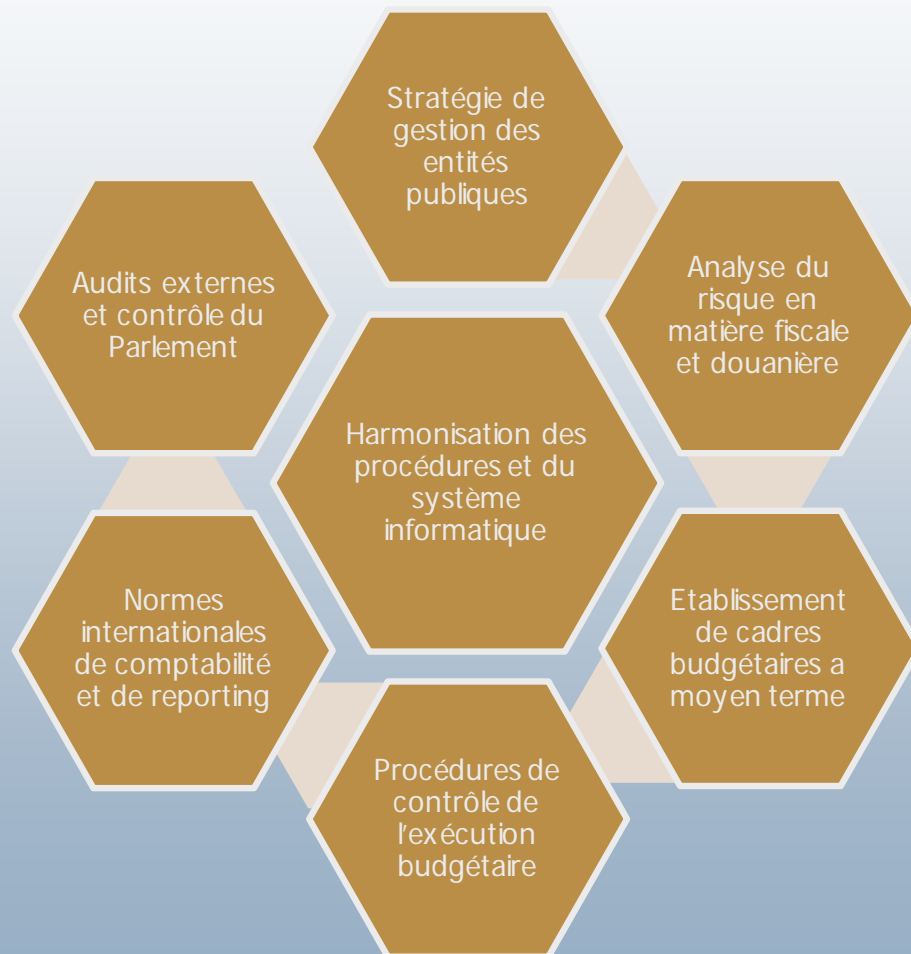 Stratégie de
gestion des
entités
publiques
Analyse du
risque en
matière fiscale
et douanière
Audits externes
et contrôle du
Parlement
Harmonisation des
procédures et du
système
informatique
Etablissement
de cadres
budgétaires a
moyen terme
Normes
internationales
de comptabilité
et de reporting
Procédures de
contrôle de
l'exécution
budgétaire